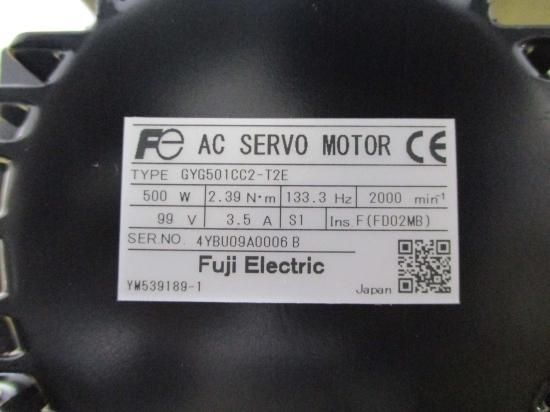 Fe AC SERVO MOTOR CE
TYPE GYG501CC2-T2E
500 W 2.39 N·m 133.3 Hz 2000 min⁻¹
99 V 3.5 A S1 Ins. F(FD02MB)
SER.NO. 4YBU09A0006 B
Fuji Electric
YM539189-1 Japan